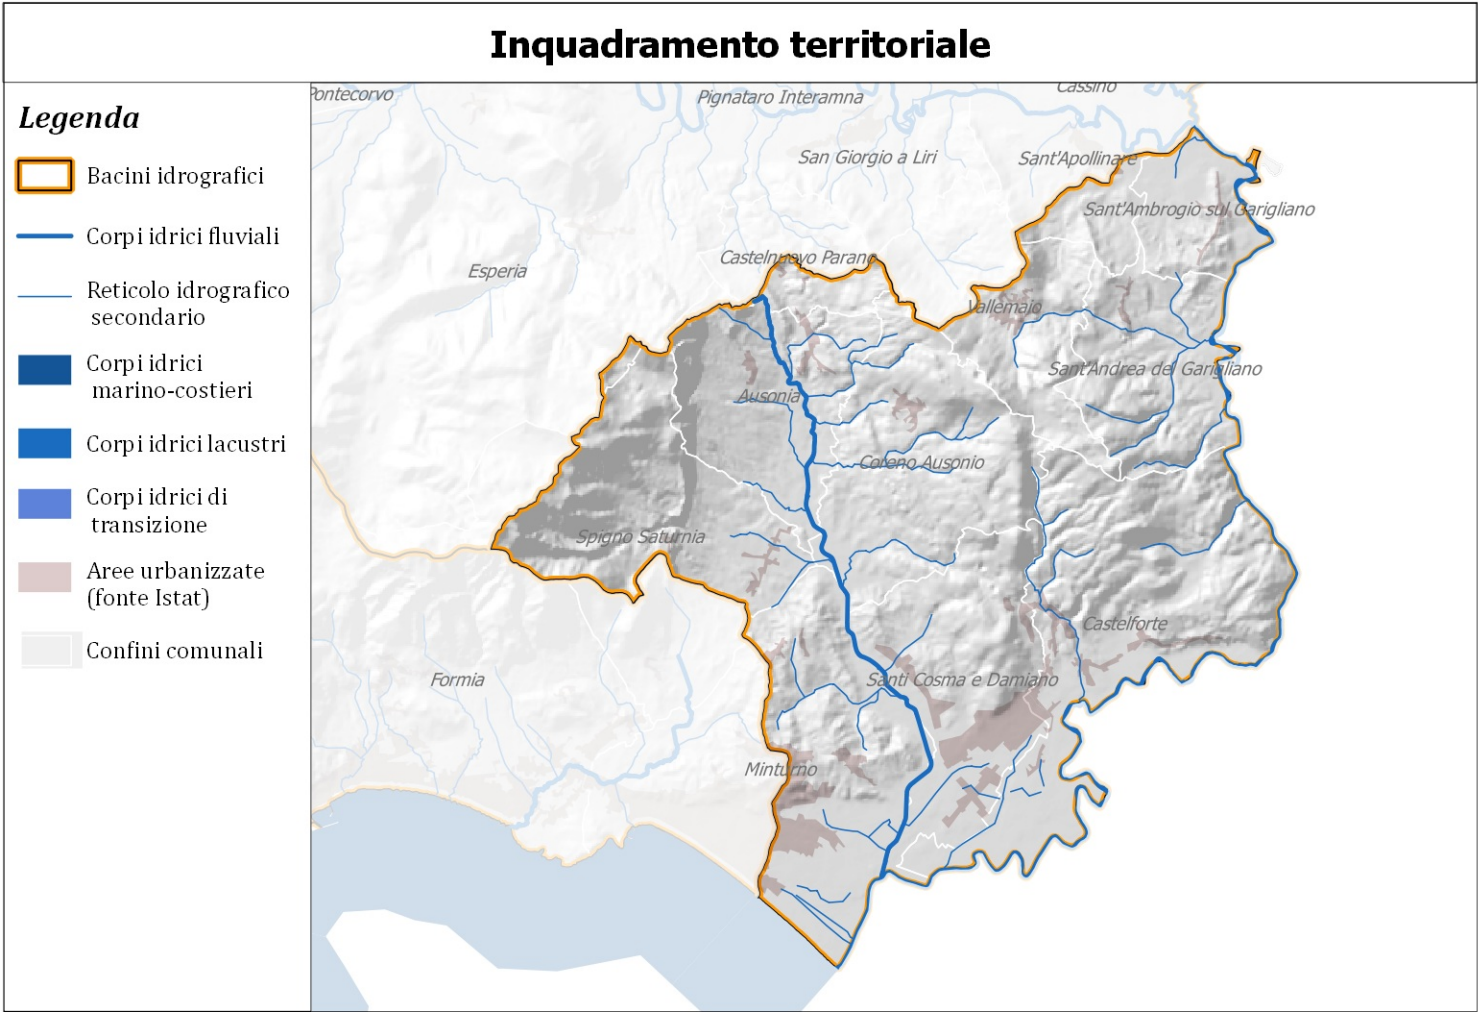 Inquadramento territoriale
Legenda
Bacini idrografici
Corpi idrici fluviali
Reticolo idrografico
secondario
Corpi idrici
marino-costieri
Corpi idrici lacustri
Corpi idrici di
transizione
Aree urbanizzate
(fonte Istat)
Confini comunali
Pontecorvo
Pignataro Interamna
Cassino
San Giorgio a Liri
Sant'Apollinare
Sant'Ambrogio sul Garigliano
Castelnuovo Parano
Esperia
Vallemaio
Sant'Andrea del Garigliano
Ausonia
Coreno Ausonio
Spigno Saturnia
Castelforte
Formia
Santi Cosma e Damiano
Minturno